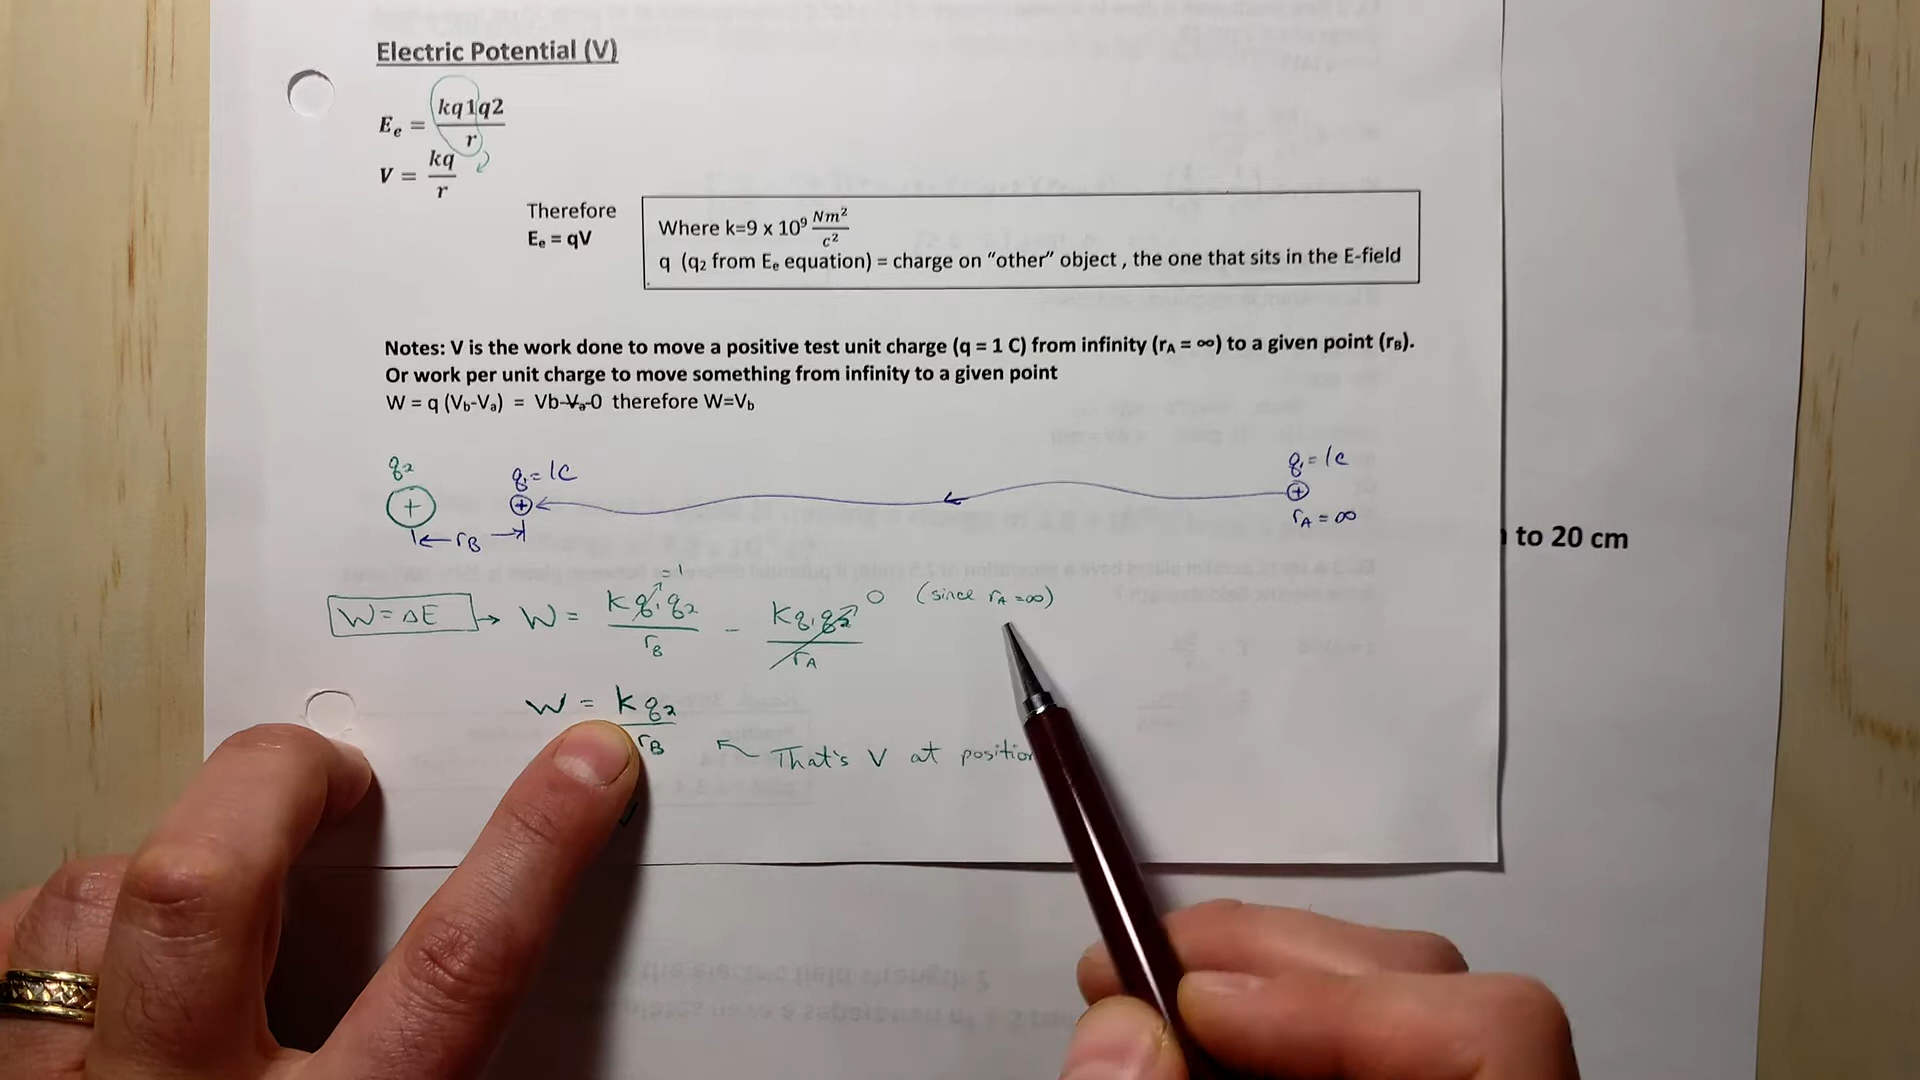 Electric Potential (V)
Eₑ = kq1q2 / r
V = kq / r
Therefore
Eₑ = qV
Where k=9 x 10⁹ Nm² / c²
q (q₂ from Eₑ equation) = charge on “other” object , the one that sits in the E-field
Notes: V is the work done to move a positive test unit charge (q = 1 C) from infinity (rA = ∞) to a given point (rB).
Or work per unit charge to move something from infinity to a given point
W = q (Vb-Va) = Vb-Va-0 therefore W=Vb
q₂
q₁= 1C
q₁= 1C
+
+
+
rB
rA = ∞
to 20 cm
W = ΔE → W = kq₁q₂ / rB - kq₁q₂ / rA
=1
0 (since rA = ∞)
W = kq₂ / rB
That's V at position